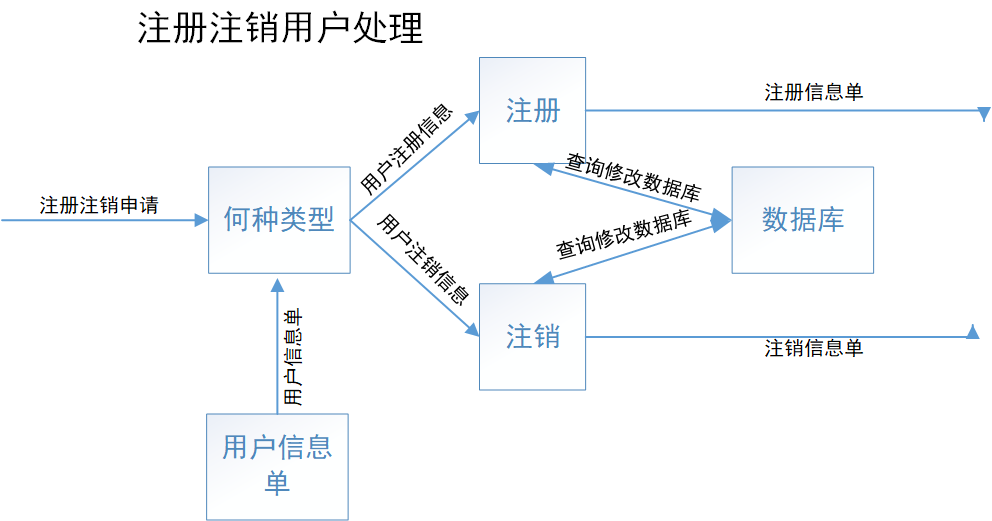 注册注销用户处理
注册信息单
注册
用户注册信息
查询修改数据库
注册注销申请
何种类型
数据库
用户注销信息
查询修改数据库
用户信息单
注销
注销信息单
用户信息
单